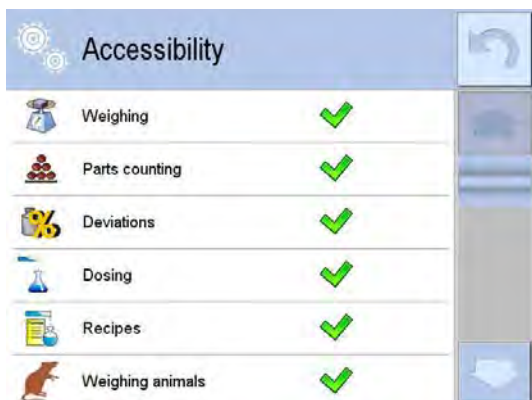 Accessibility
Weighing
Parts counting
Deviations
Dosing
Recipes
Weighing animals